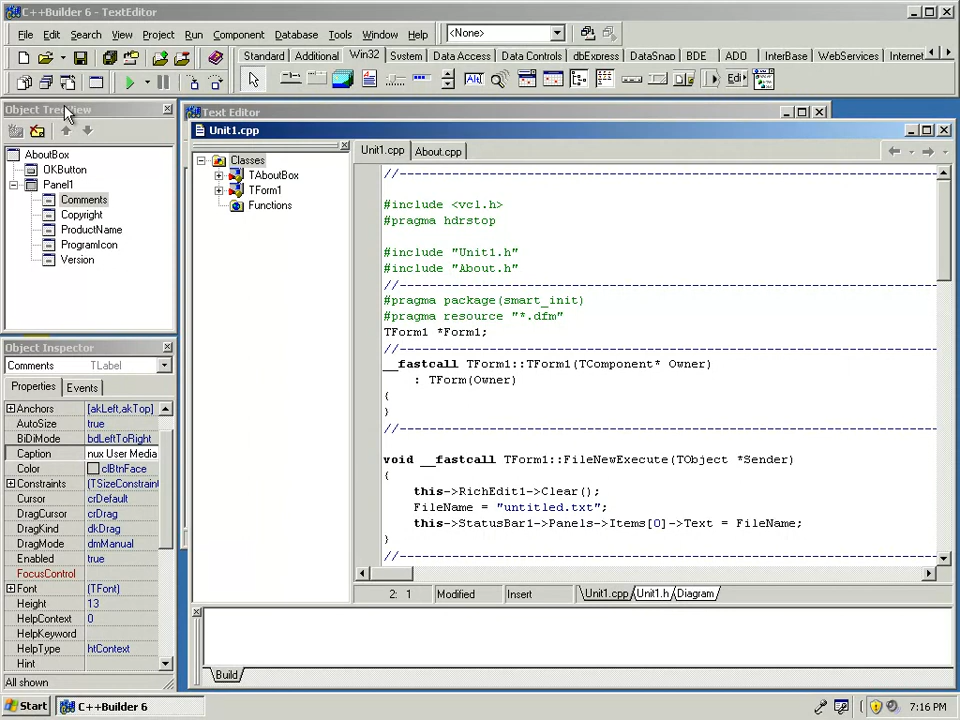 C++Builder 6 - TextEditor
File Edit Search View Project Run Component Database Tools Window Help
<None>
Standard Additional Win32 System Data Access Data Controls dbExpress DataSnap BDE ADO InterBase WebServices Internet
Object TreeView
AboutBox
OKButton
Panel1
Comments
Copyright
ProductName
ProgramIcon
Version
Object Inspector
Comments TLabel
Properties Events
Anchors [akLeft,akTop]
AutoSize true
BiDiMode bdLeftToRight
Caption nux User Media
Color clBtnFace
Constraints (TSizeConstrain
Cursor crDefault
DragCursor crDrag
DragKind dkDrag
DragMode dmManual
Enabled true
FocusControl
Font (TFont)
Height 13
HelpContext 0
HelpKeyword
HelpType htContext
Hint
All shown
Text Editor
Unit1.cpp
Classes
TAboutBox
TForm1
Functions
Unit1.cpp About.cpp
//---------------------------------------------------------------------------
#include <vcl.h>
#pragma hdrstop
#include "Unit1.h"
#include "About.h"
//---------------------------------------------------------------------------
#pragma package(smart_init)
#pragma resource "*.dfm"
TForm1 *Form1;
//---------------------------------------------------------------------------
__fastcall TForm1::TForm1(TComponent* Owner)
: TForm(Owner)
{
}
//---------------------------------------------------------------------------
void __fastcall TForm1::FileNewExecute(TObject *Sender)
{
this->RichEdit1->Clear();
FileName = "untitled.txt";
this->StatusBar1->Panels->Items[0]->Text = FileName;
}
//---------------------------------------------------------------------------
2: 1 Modified Insert Unit1.cpp Unit1.h Diagram
Build
Start C++Builder 6 7:16 PM